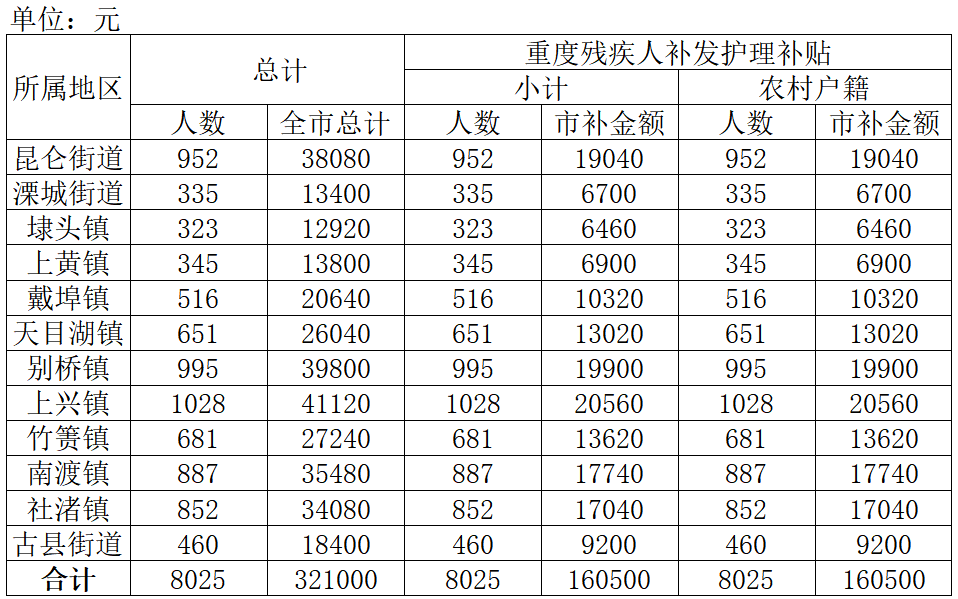 单位：元
所属地区 总计 重度残疾人补发护理补贴
小计 农村户籍
人数 全市总计 人数 市补金额 人数 市补金额
昆仑街道 952 38080 952 19040 952 19040
溧城街道 335 13400 335 6700 335 6700
埭头镇 323 12920 323 6460 323 6460
上黄镇 345 13800 345 6900 345 6900
戴埠镇 516 20640 516 10320 516 10320
天目湖镇 651 26040 651 13020 651 13020
别桥镇 995 39800 995 19900 995 19900
上兴镇 1028 41120 1028 20560 1028 20560
竹箦镇 681 27240 681 13620 681 13620
南渡镇 887 35480 887 17740 887 17740
社渚镇 852 34080 852 17040 852 17040
古县街道 460 18400 460 9200 460 9200
合计 8025 321000 8025 160500 8025 160500